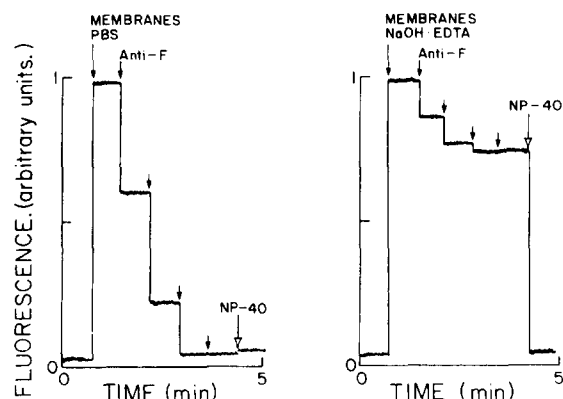 MEMBRANES
PBS
Anti-F
1
NP-40
0
0
5
TIME (min)
FLUORESCENCE. (arbitrary units.)
MEMBRANES
NaOH·EDTA
Anti-F
1
NP-40
0
0
5
TIME (min)